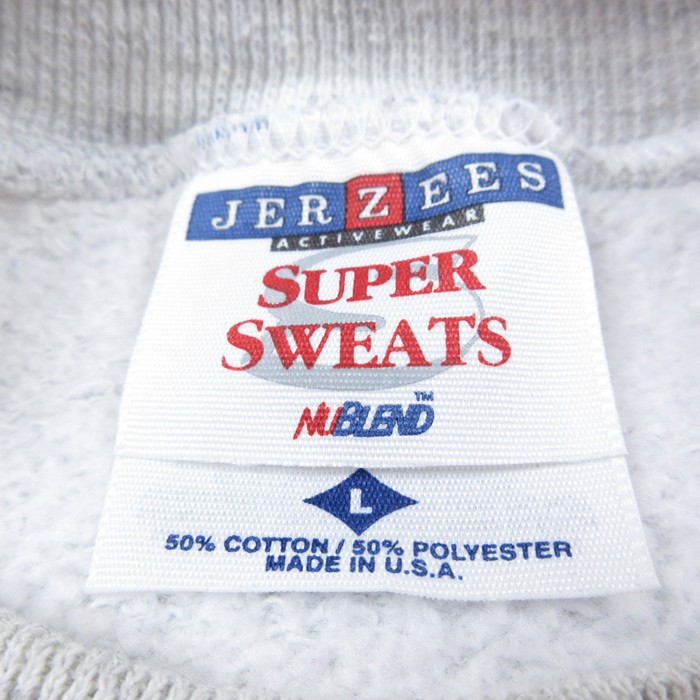 JERZEES
ACTIVEWEAR
SUPER
SWEATS
NUBLEND™
L
50% COTTON / 50% POLYESTER
MADE IN U.S.A.